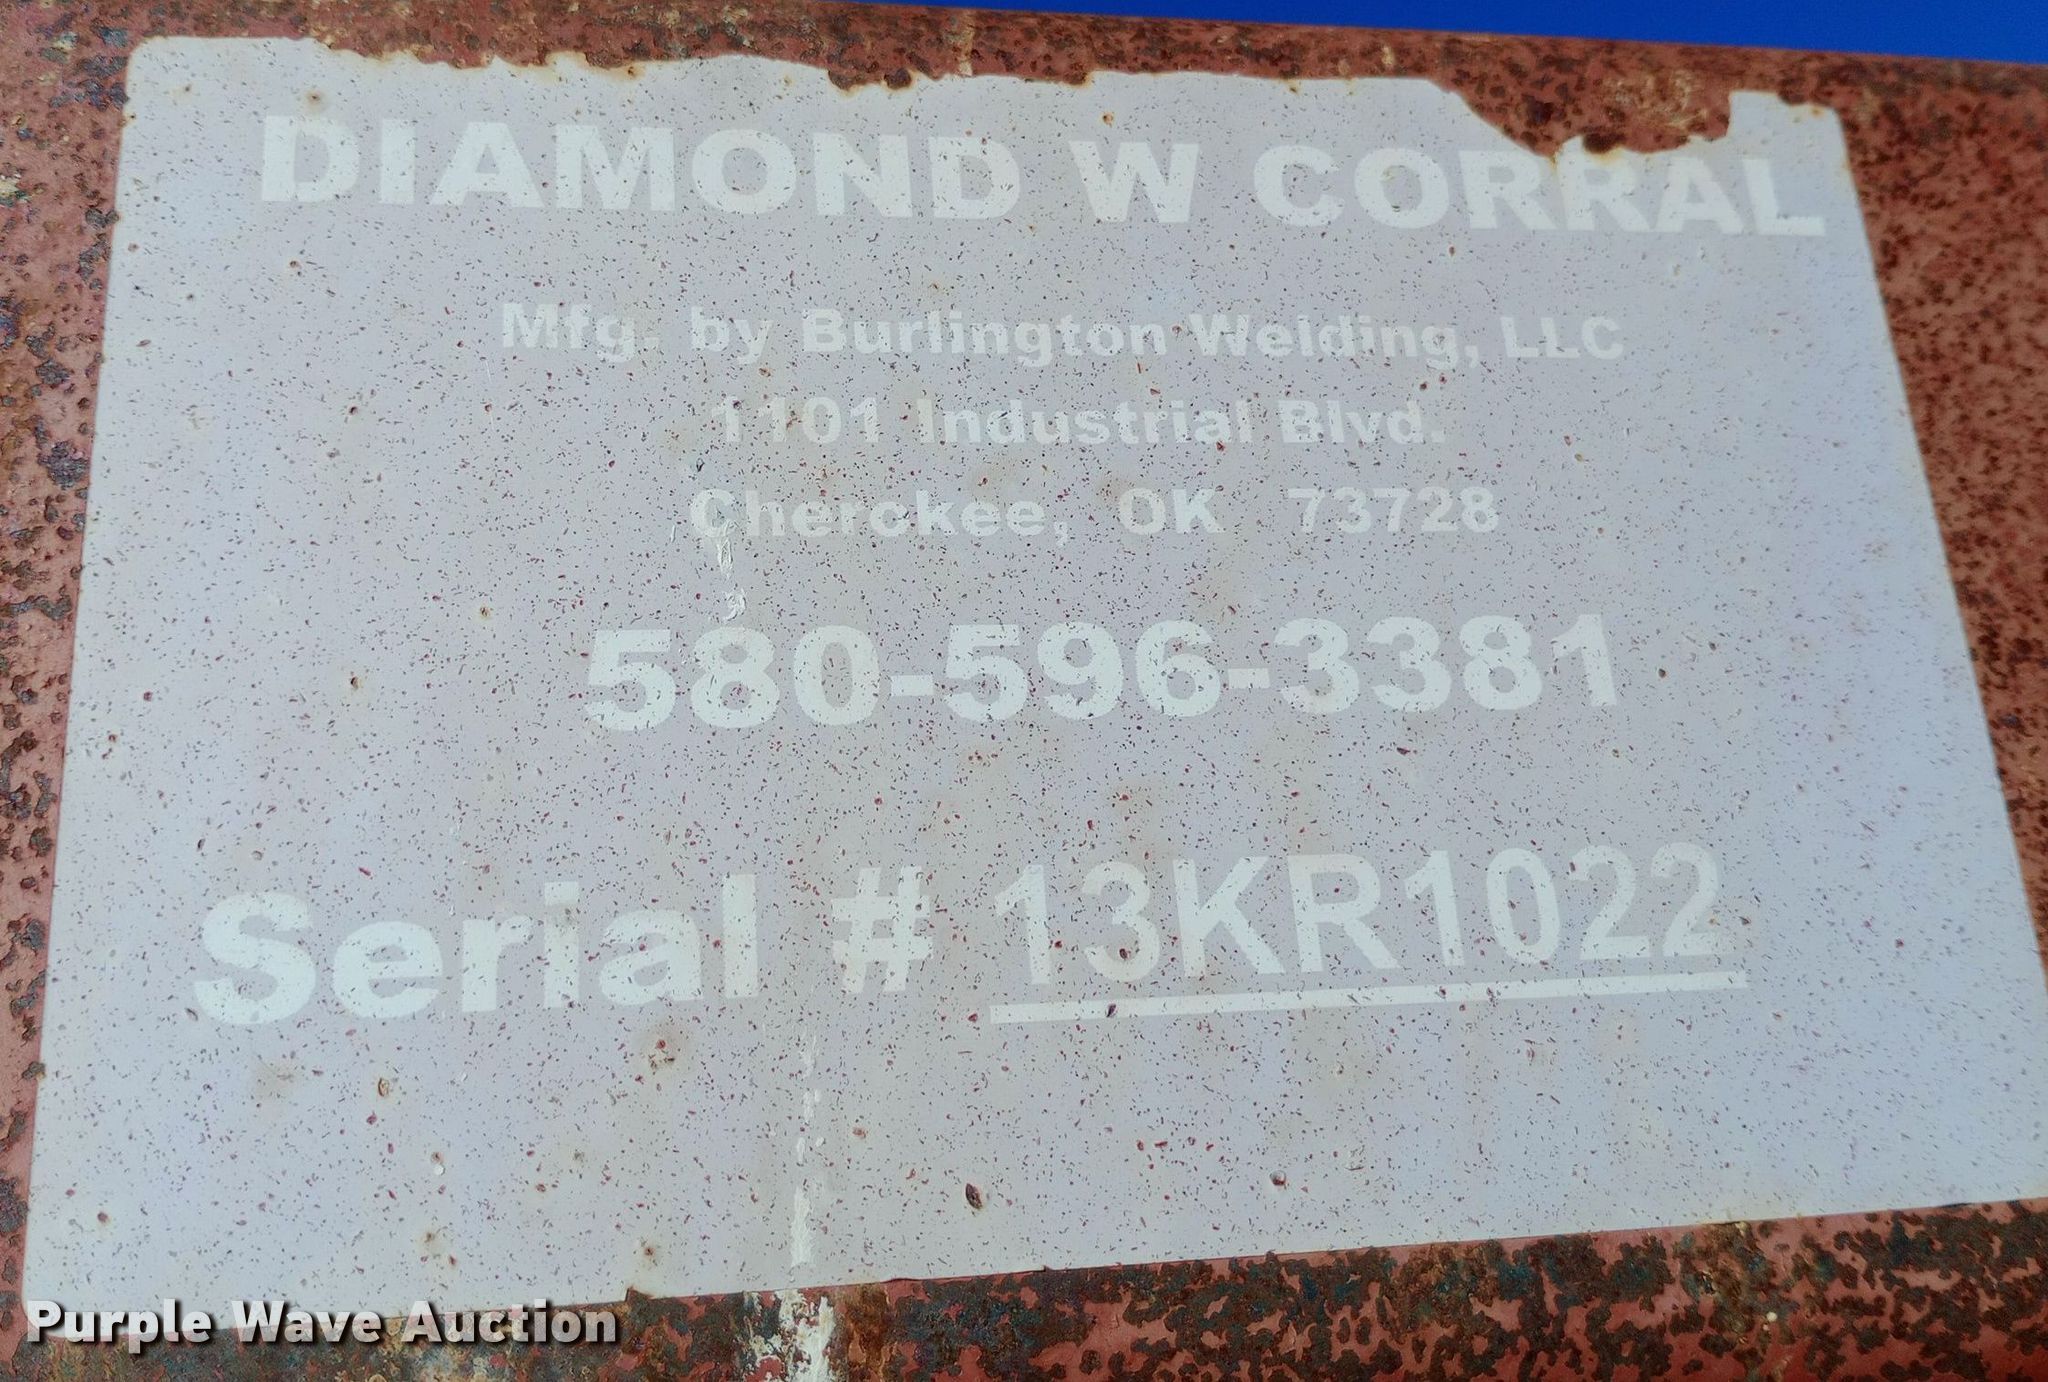 DIAMOND W CORRAL
Mfg. by Burlington Welding, LLC
1101 Industrial Blvd.
Cherokee, OK 73728
580-596-3381
Serial # 13KR1022
Purple Wave Auction